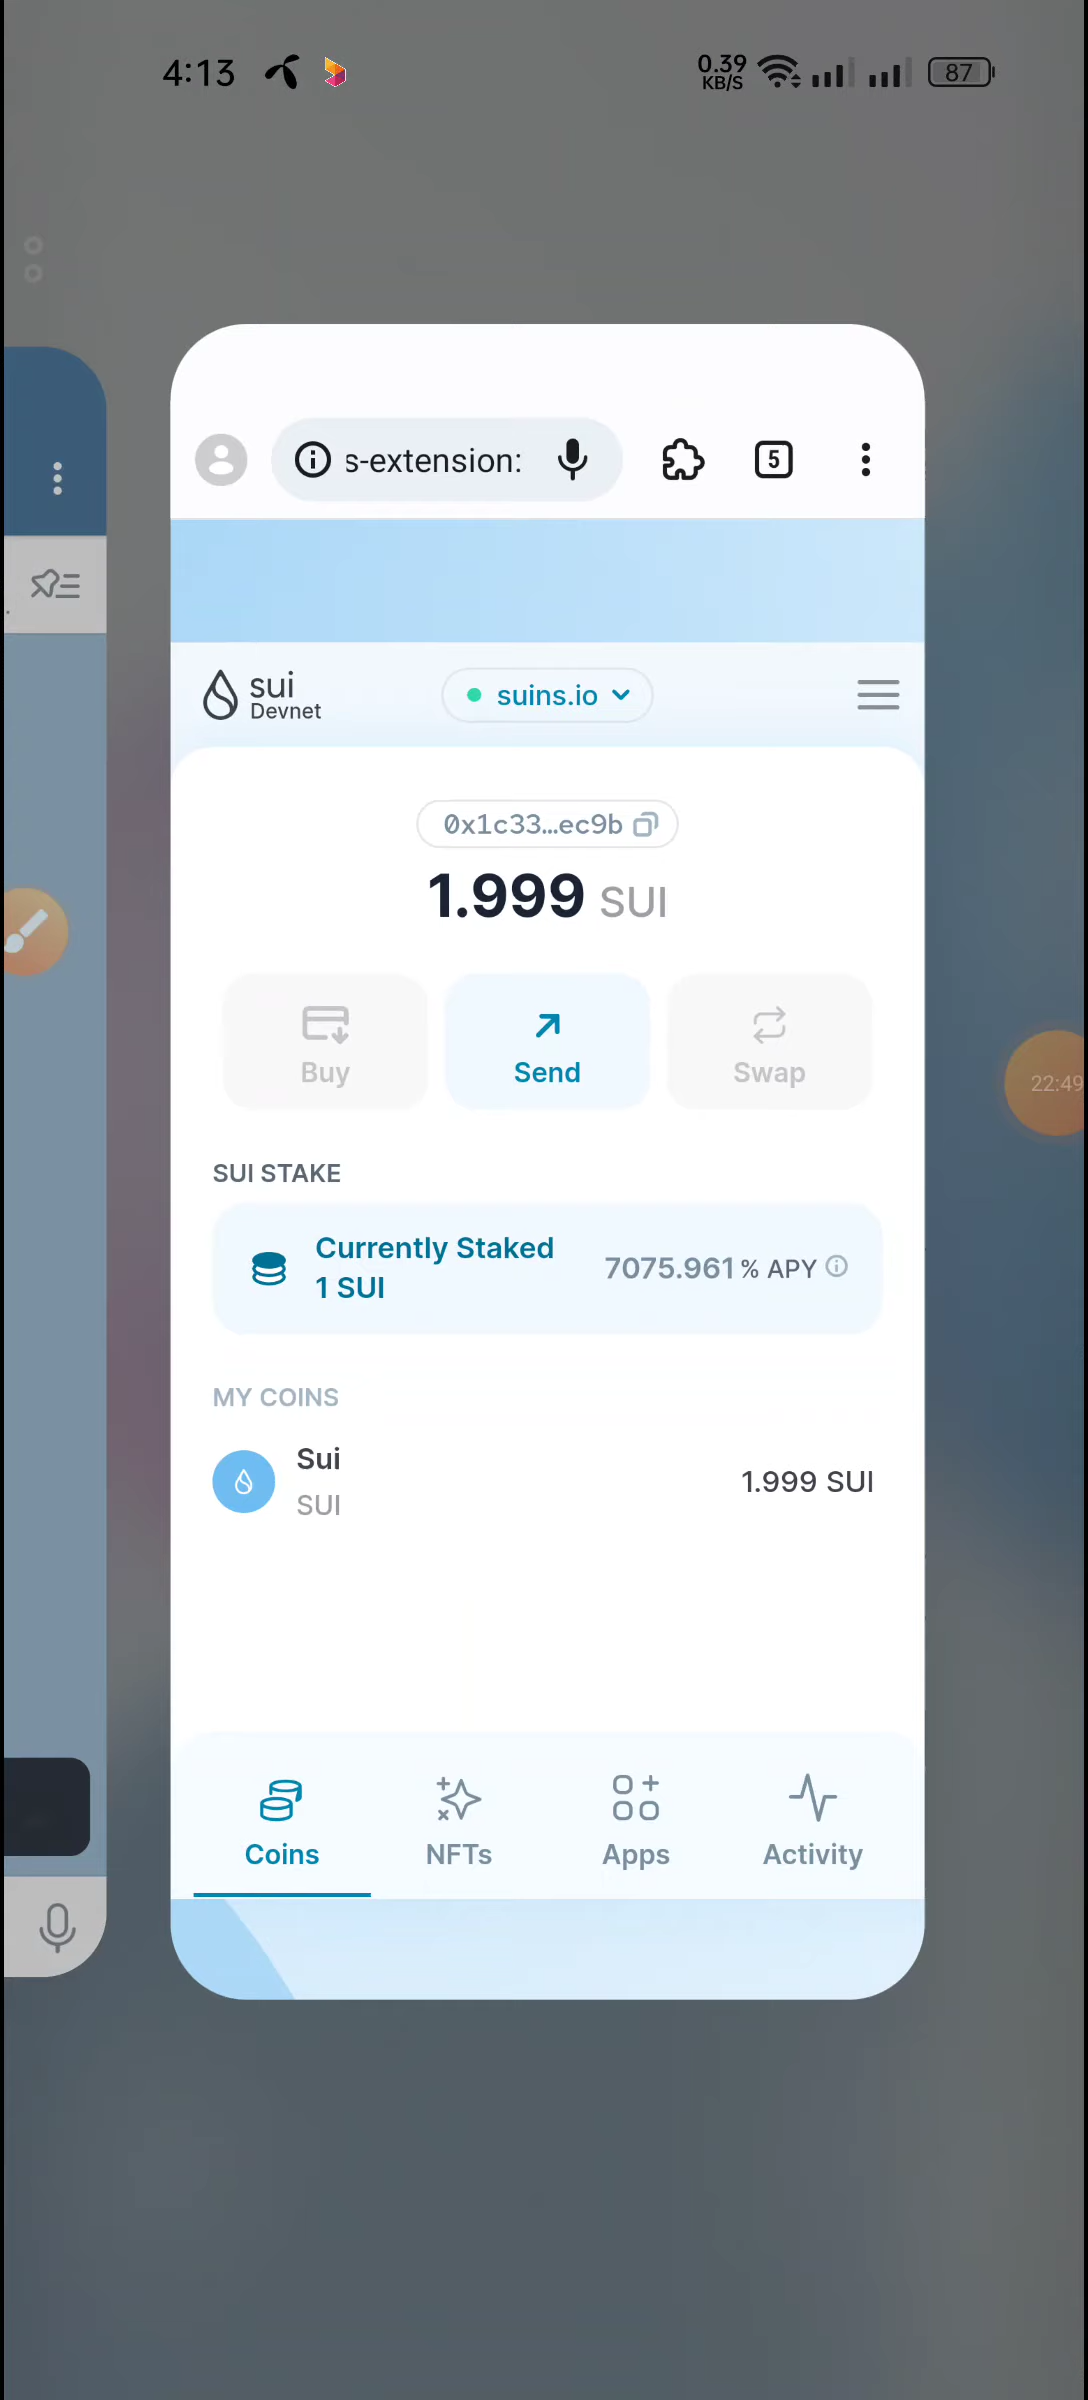 4:13
0.39
KB/S
87
s-extension:
5
sui
Devnet
suins.io
0x1c33...ec9b
1.999 SUI
Buy
Send
Swap
SUI STAKE
Currently Staked
1 SUI
7075.961% APY
MY COINS
Sui
SUI
1.999 SUI
22:49
Coins
NFTs
Apps
Activity